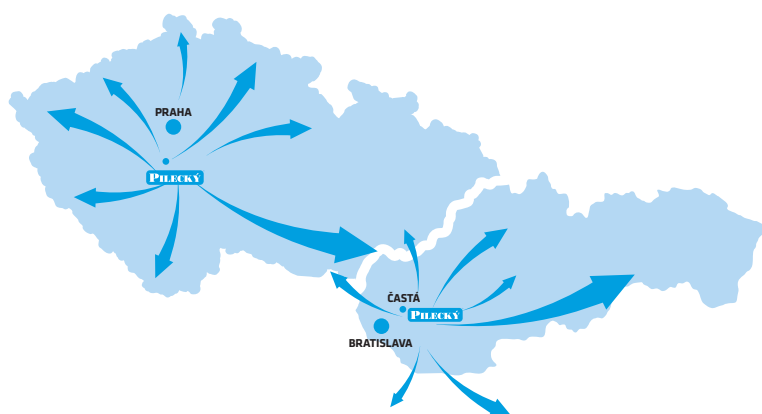 PRAHA
PILECKÝ
ČASTÁ
PILECKÝ
BRATISLAVA